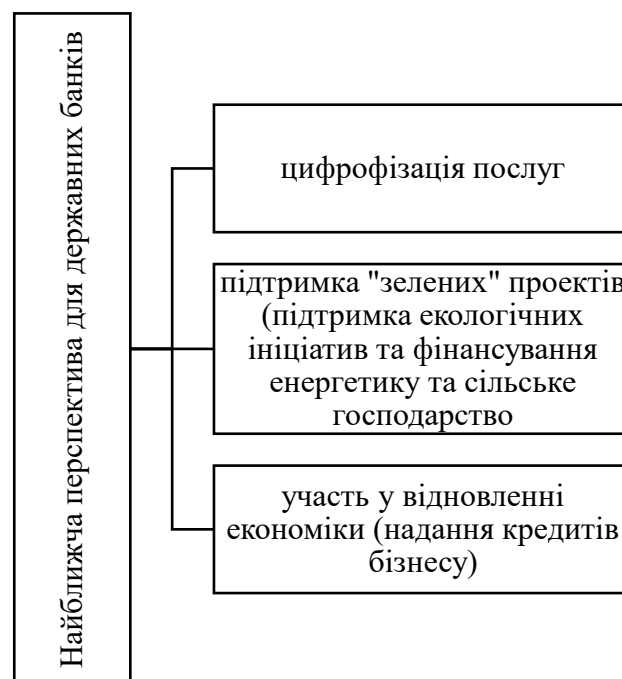 Найближча перспектива для державних банків
цифрофізація послуг
підтримка "зелених" проектів
(підтримка екологічних
ініціатив та фінансування
енергетику та сільське
господарство
участь у відновленні
економіки (надання кредитів
бізнесу)